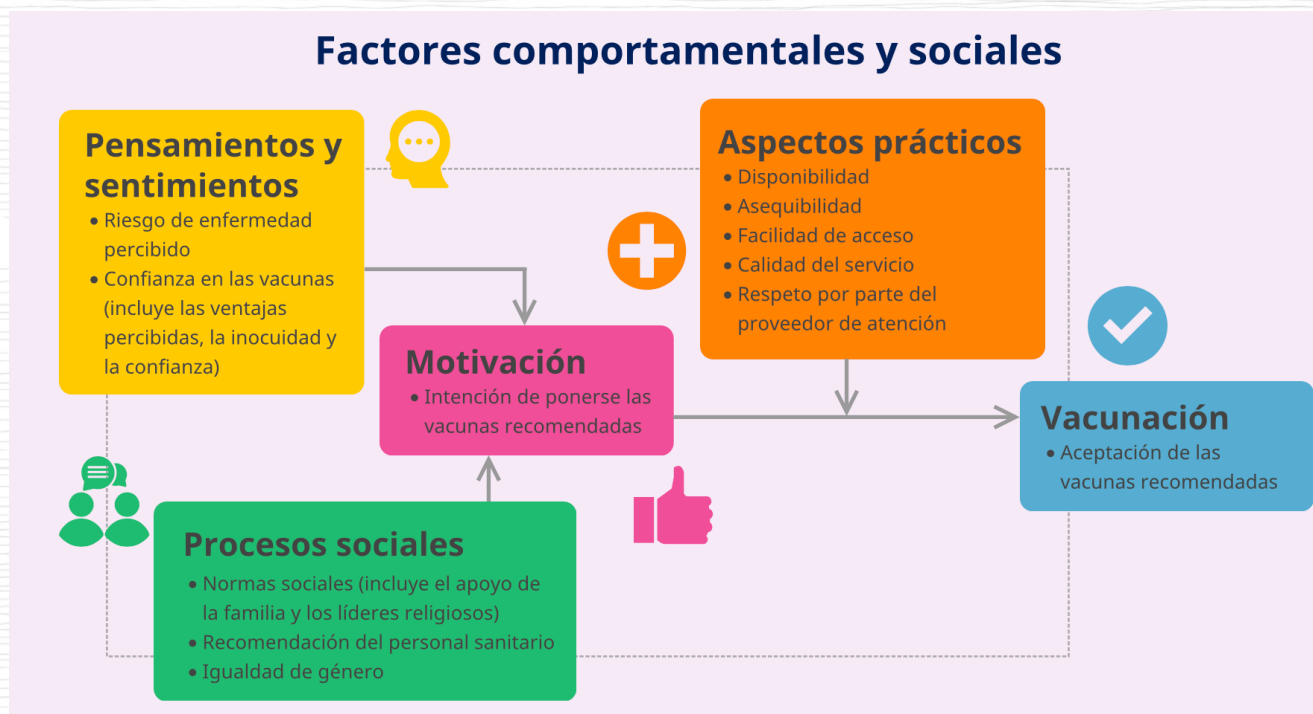 Factores comportamentales y sociales
Pensamientos y
sentimientos
• Riesgo de enfermedad
percibido
• Confianza en las vacunas
(incluye las ventajas
percibidas, la inocuidad y
la confianza)
Motivación
• Intención de ponerse las
vacunas recomendadas
Procesos sociales
• Normas sociales (incluye el apoyo de
la familia y los líderes religiosos)
• Recomendación del personal sanitario
• Igualdad de género
Aspectos prácticos
• Disponibilidad
• Asequibilidad
• Facilidad de acceso
• Calidad del servicio
• Respeto por parte del
proveedor de atención
Vacunación
• Aceptación de las
vacunas recomendadas